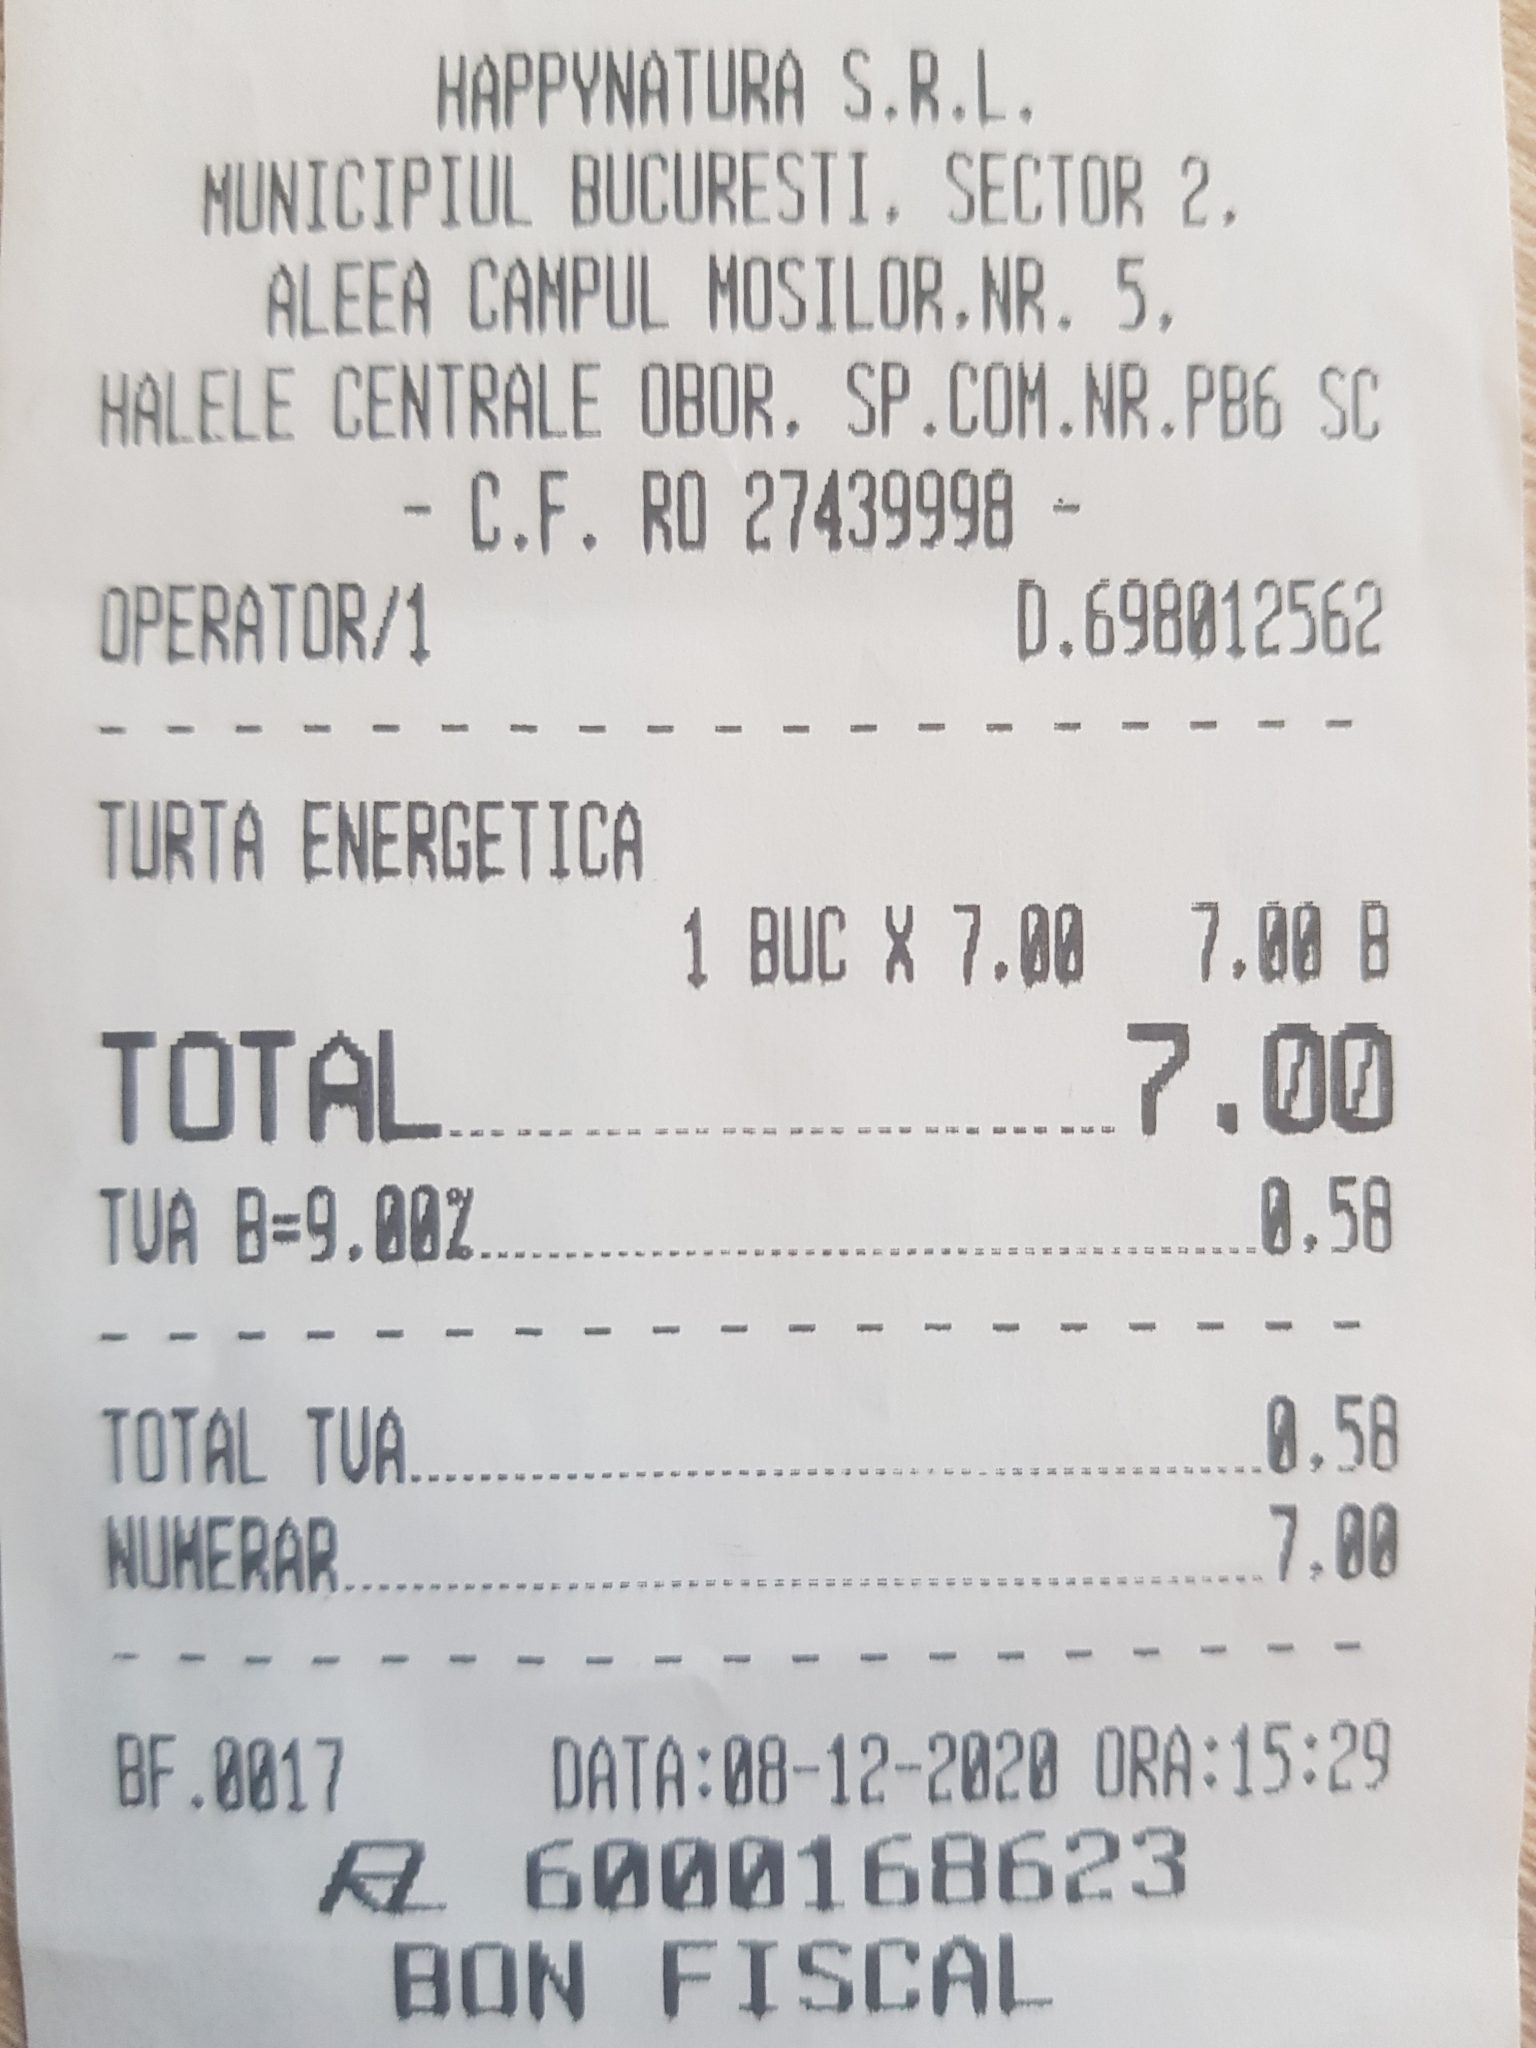 HAPPYNATURA S.R.L.
MUNICIPIUL BUCURESTI, SECTOR 2,
ALEEA CAMPUL MOSILOR,NR. 5,
HALELE CENTRALE OBOR, SP.COM.NR.PB6 SC
- C.F. RO 27439998 -
OPERATOR/1 D.698012562
- - - - - - - - - - - - - - - - - - -
TURTA ENERGETICA
1 BUC X 7.00 7.00 B
TOTAL....................7.00
TVA B=9.00%.......................0.58
- - - - - - - - - - - - - - - - - - -
TOTAL TVA.........................0.58
NUMERAR...........................7.00
- - - - - - - - - - - - - - - - - - -
BF.0017 DATA:08-12-2020 ORA:15:29
6000168623
BON FISCAL